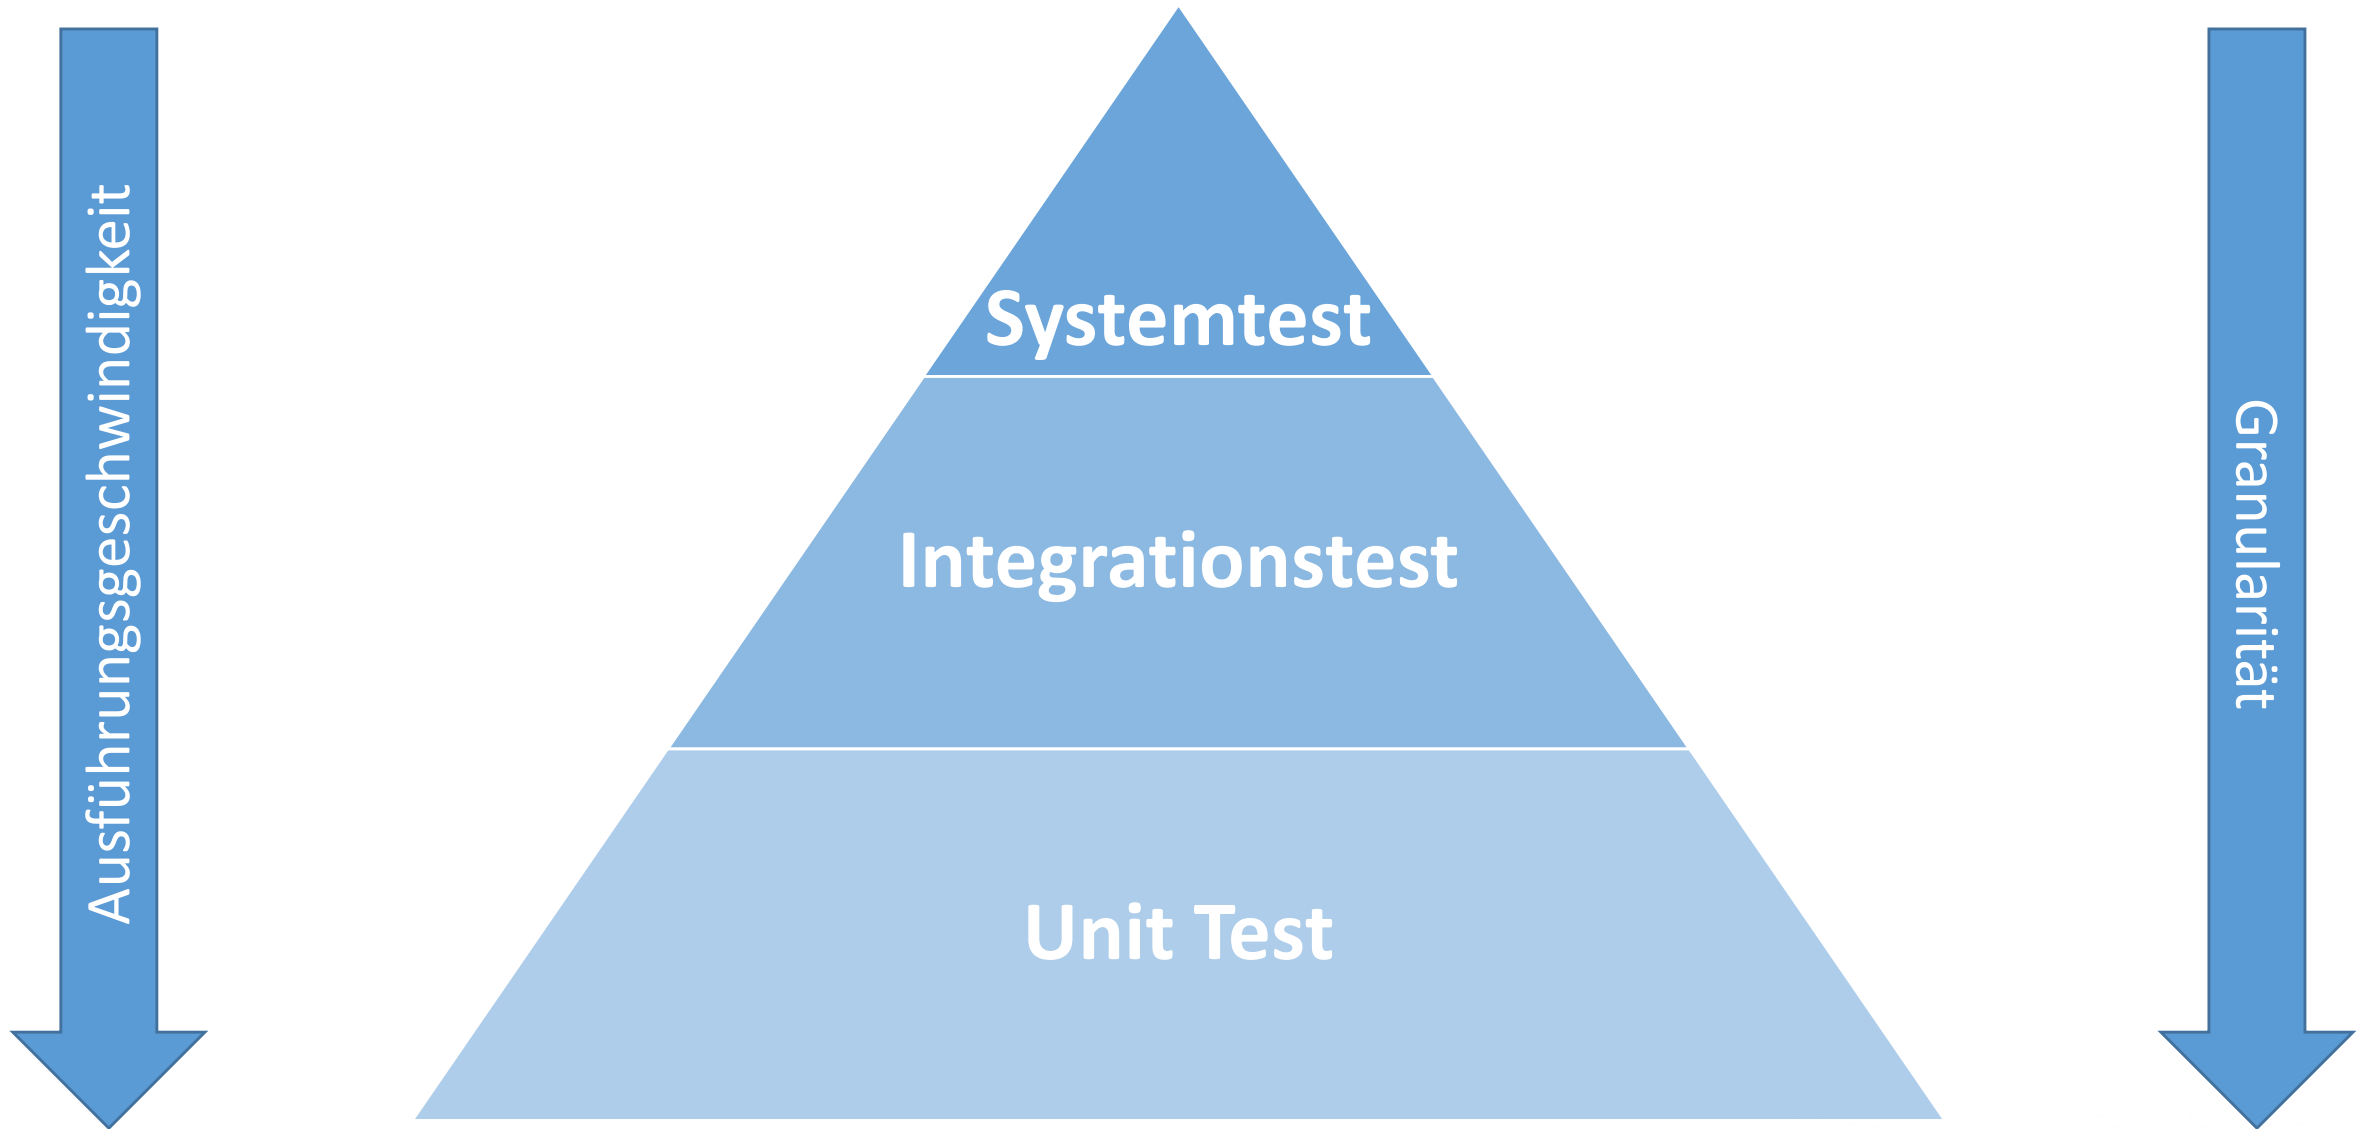 Ausführungsgeschwindigkeit
Systemtest
Integrationstest
Unit Test
Granularität